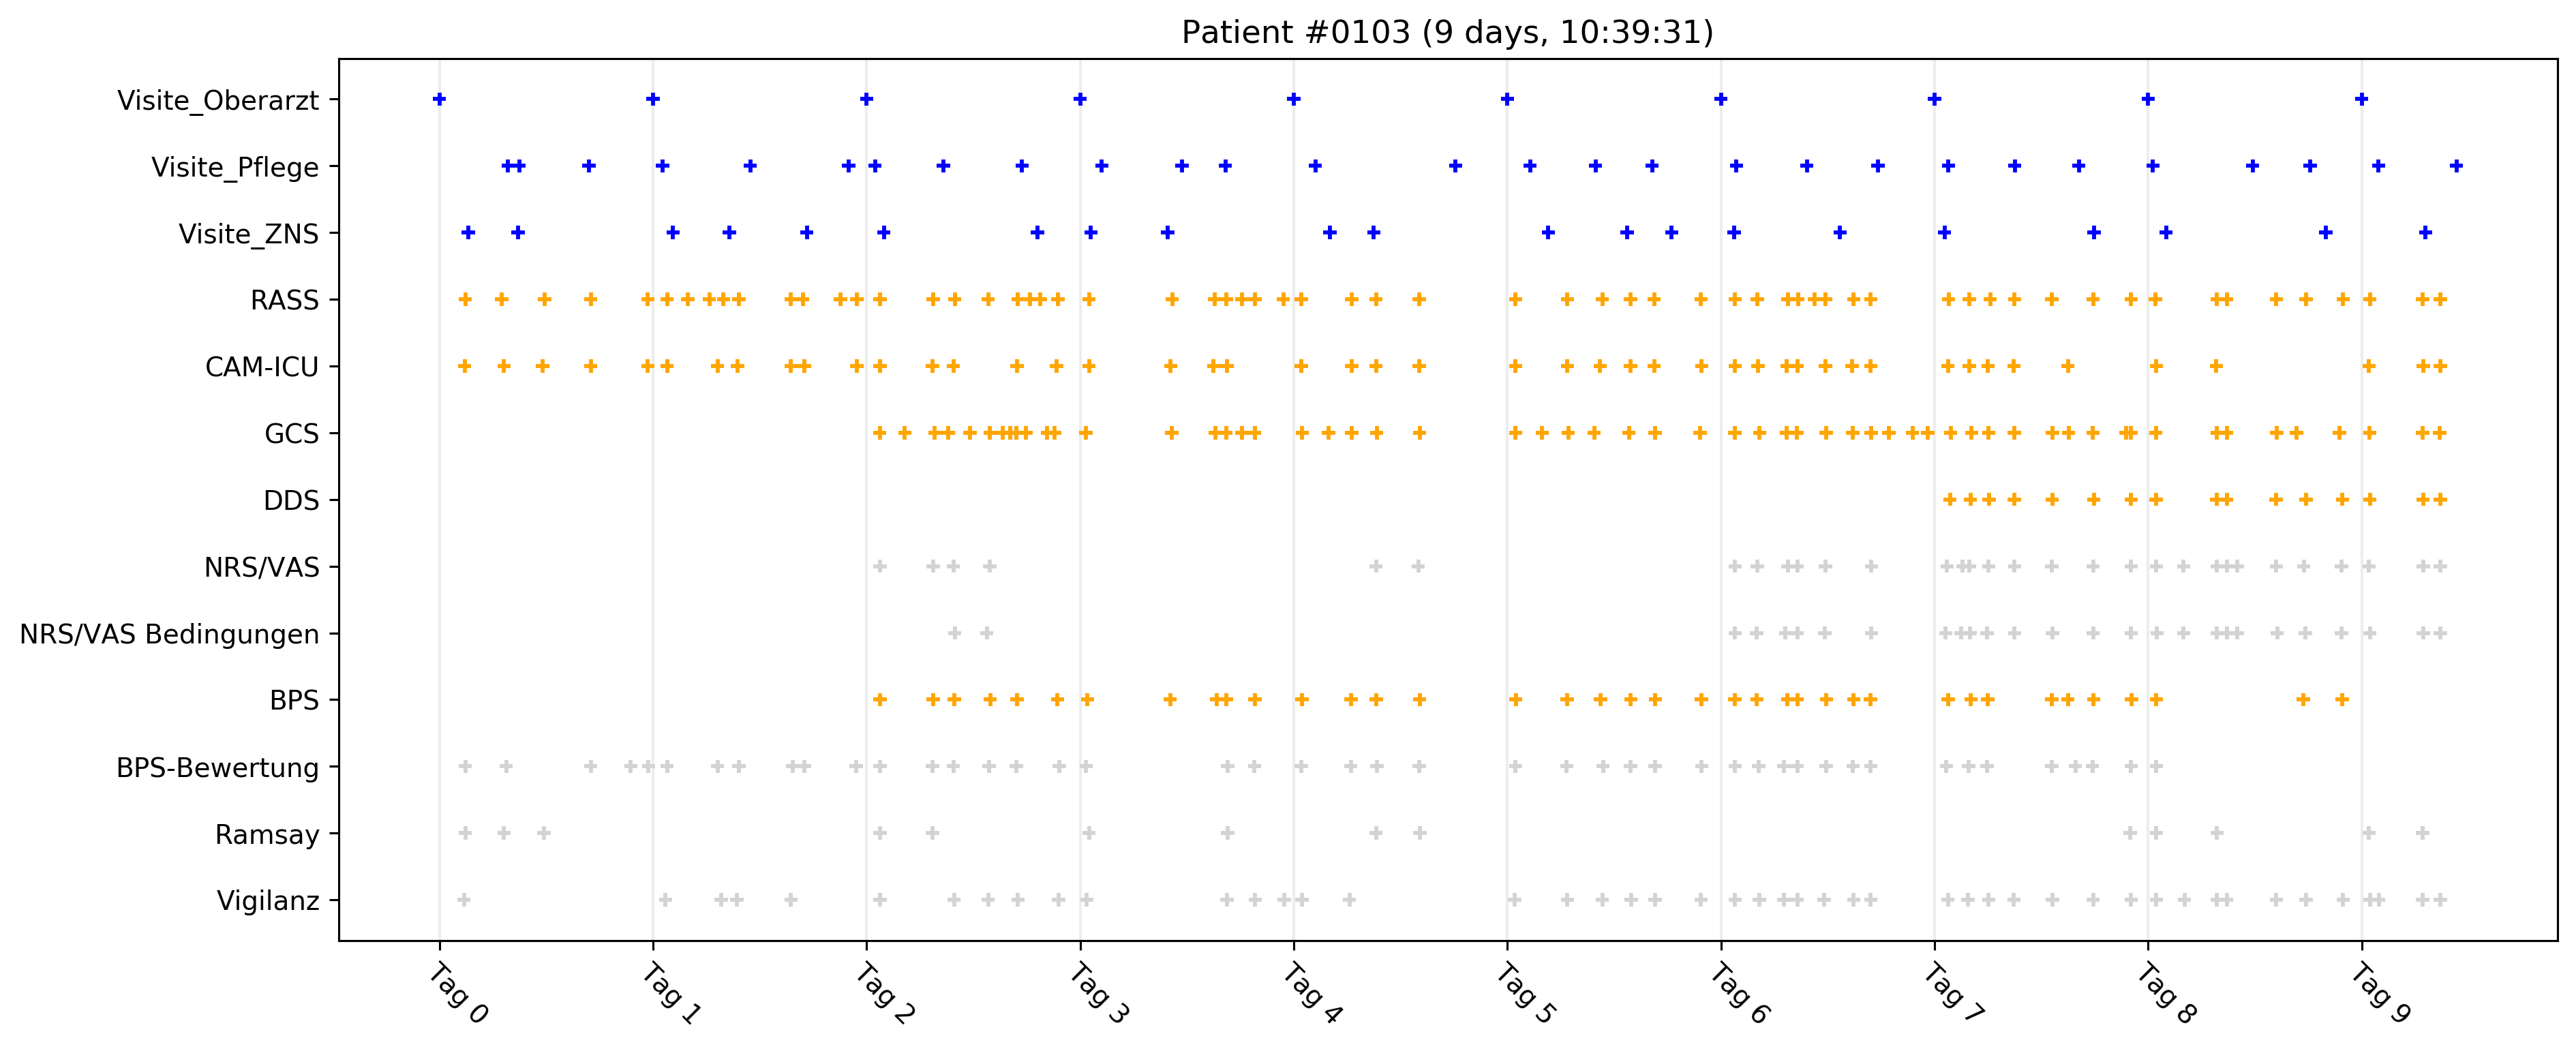 Patient #0103 (9 days, 10:39:31)
Visite_Oberarzt
Visite_Pflege
Visite_ZNS
RASS
CAM-ICU
GCS
DDS
NRS/VAS
NRS/VAS Bedingungen
BPS
BPS-Bewertung
Ramsay
Vigilanz
Tag 0
Tag 1
Tag 2
Tag 3
Tag 4
Tag 5
Tag 6
Tag 7
Tag 8
Tag 9